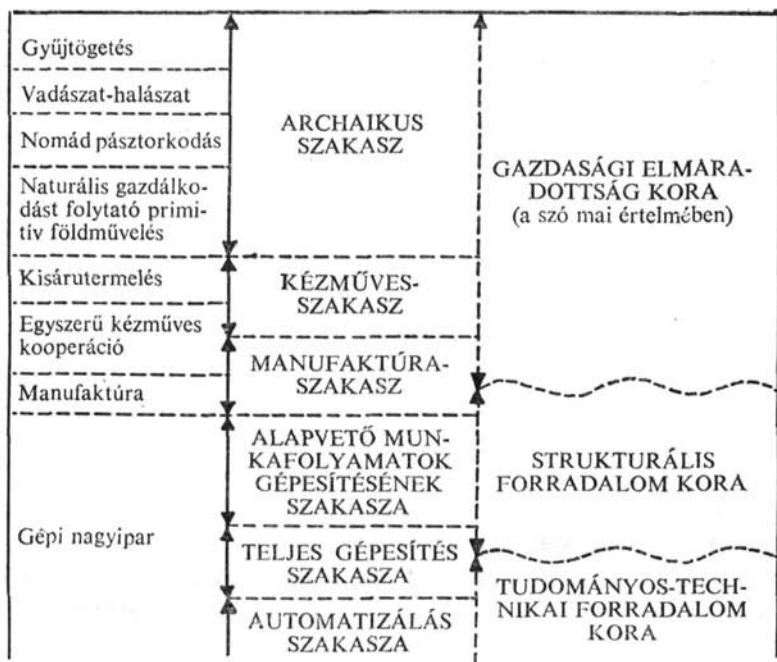 Gyűjtögetés
Vadászat-halászat
Nomád pásztorkodás
Naturális gazdálko-
dást folytató primi-
tív földművelés
Kisárutermelés
Egyszerű kézműves
kooperáció
Manufaktúra
Gépi nagyipar
ARCHAIKUS
SZAKASZ
KÉZMŰVES-
SZAKASZ
MANUFAKTÚRA-
SZAKASZ
ALAPVETŐ MUN-
KAFOLYAMATOK
GÉPESÍTÉSÉNEK
SZAKASZA
TELJES GÉPESÍTÉS
SZAKASZA
AUTOMATIZÁLÁS
SZAKASZA
GAZDASÁGI ELMARA-
DOTTSÁG KORA
(a szó mai értelmében)
STRUKTURÁLIS
FORRADALOM KORA
TUDOMÁNYOS-TECH-
NIKAI FORRADALOM
KORA